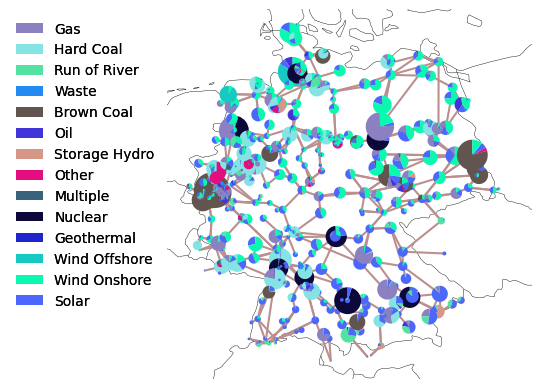 Gas
Hard Coal
Run of River
Waste
Brown Coal
Oil
Storage Hydro
Other
Multiple
Nuclear
Geothermal
Wind Offshore
Wind Onshore
Solar